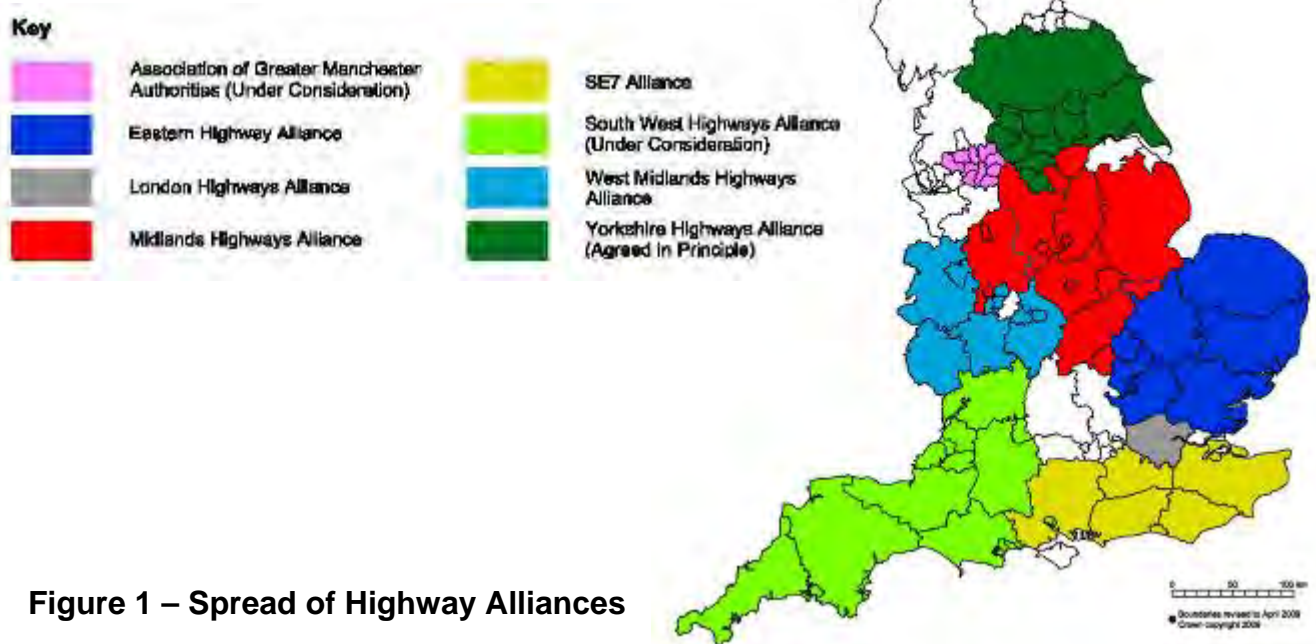 Key
Association of Greater Manchester
Authorities (Under Consideration)
Eastern Highway Alliance
London Highways Alliance
Midlands Highways Alliance
SE7 Alliance
South West Highways Alliance
(Under Consideration)
West Midlands Highways
Alliance
Yorkshire Highways Alliance
(Agreed in Principle)
0 50 100 km
Boundaries revised to April 2009
Crown copyright 2009
Figure 1 – Spread of Highway Alliances